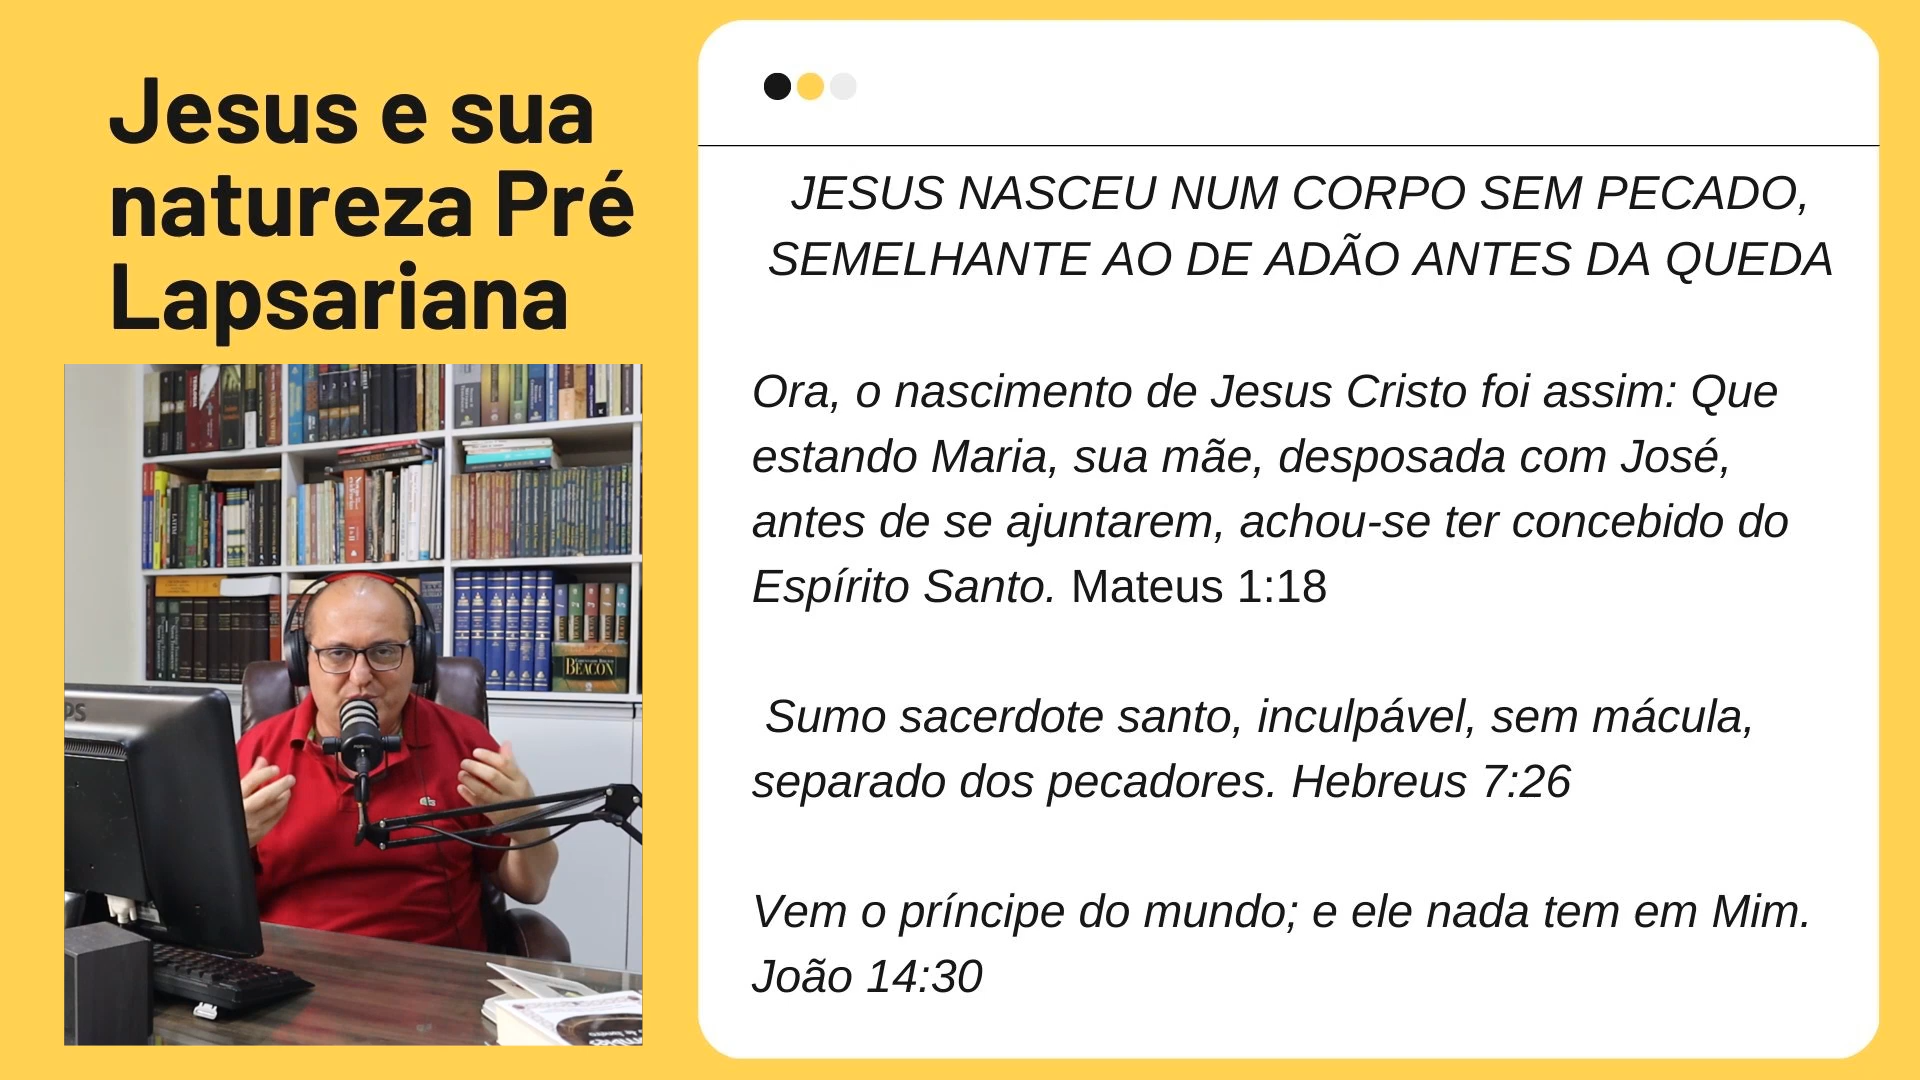 Jesus e sua
natureza Pré
Lapsariana
JESUS NASCEU NUM CORPO SEM PECADO,
SEMELHANTE AO DE ADÃO ANTES DA QUEDA
Ora, o nascimento de Jesus Cristo foi assim: Que
estando Maria, sua mãe, desposada com José,
antes de se ajuntarem, achou-se ter concebido do
Espírito Santo. Mateus 1:18
Sumo sacerdote santo, inculpável, sem mácula,
separado dos pecadores. Hebreus 7:26
Vem o príncipe do mundo; e ele nada tem em Mim.
João 14:30
BEACON